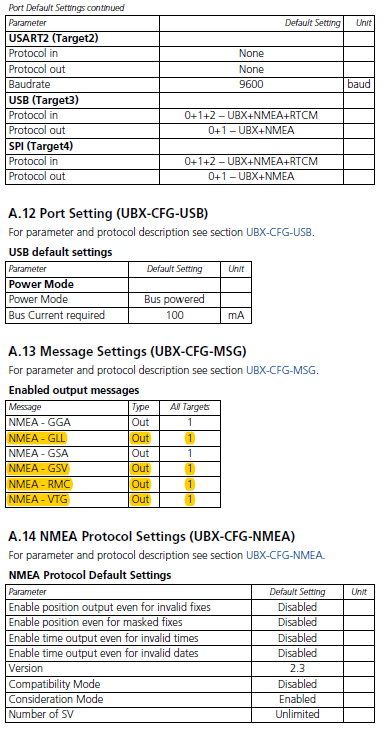 Port Default Settings continued
Parameter Default Setting Unit
USART2 (Target2)
Protocol in None
Protocol out None
Baudrate 9600 baud
USB (Target3)
Protocol in 0+1+2 – UBX+NMEA+RTCM
Protocol out 0+1 – UBX+NMEA
SPI (Target4)
Protocol in 0+1+2 – UBX+NMEA+RTCM
Protocol out 0+1 – UBX+NMEA
A.12 Port Setting (UBX-CFG-USB)
For parameter and protocol description see section UBX-CFG-USB.
USB default settings
Parameter Default Setting Unit
Power Mode
Power Mode Bus powered
Bus Current required 100 mA
A.13 Message Settings (UBX-CFG-MSG)
For parameter and protocol description see section UBX-CFG-MSG.
Enabled output messages
Message Type All Targets
NMEA - GGA Out 1
NMEA - GLL Out 1
NMEA - GSA Out 1
NMEA - GSV Out 1
NMEA - RMC Out 1
NMEA - VTG Out 1
A.14 NMEA Protocol Settings (UBX-CFG-NMEA)
For parameter and protocol description see section UBX-CFG-NMEA.
NMEA Protocol Default Settings
Parameter Default Setting Unit
Enable position output even for invalid fixes Disabled
Enable position even for masked fixes Disabled
Enable time output even for invalid times Disabled
Enable time output even for invalid dates Disabled
Version 2.3
Compatibility Mode Disabled
Consideration Mode Enabled
Number of SV Unlimited